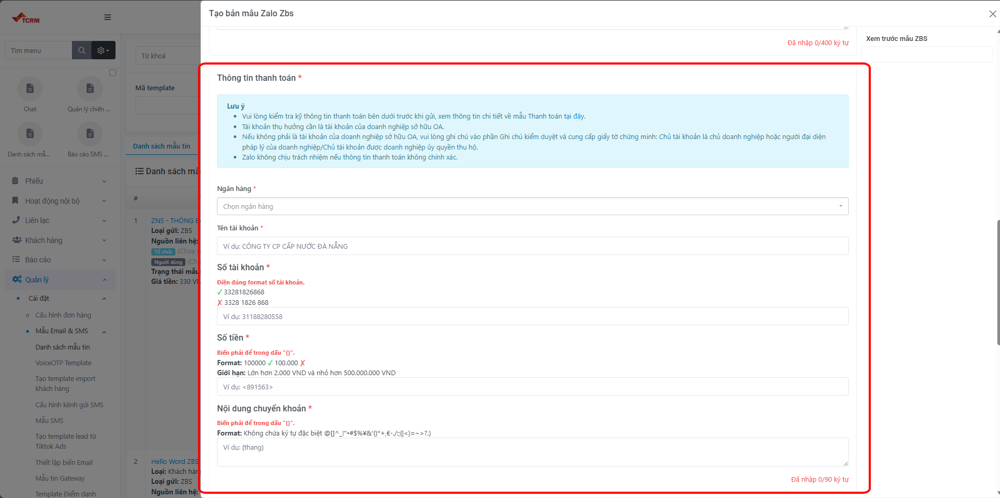 TCRM
Tìm menu
Chat
Quản lý chiến ...
Danh sách mẫ...
Báo cáo SMS ...
Phiếu
Hoạt động nội bộ
Liên lạc
Khách hàng
Báo cáo
Quản lý
Cài đặt
Cấu hình đơn hàng
Mẫu Email & SMS
Danh sách mẫu tin
VoiceOTP Template
Tạo template import
khách hàng
Cấu hình kênh gửi SMS
Mẫu SMS
Tạo template lead từ
Tiktok Ads
Thiết lập biến Email
Mẫu tin Gateway
Template Điểm danh
Từ khoá
Mã template
Danh sách mẫu tin
Danh sách mẫu
#
1
ZNS - THÔNG B
Loại gửi: ZBS
Nguồn liên hệ:
Tổ chức (Chưa
Người dùng (Ch
Trạng thái mẫu:
Giá tiền: 330 V
2
Hello Word ZBS
Loại: Khách hàn
Loại gửi: ZBS
Nguồn liên hệ:
Tạo bản mẫu Zalo Zbs
Đã nhập 0/400 ký tự
Xem trước mẫu ZBS
Thông tin thanh toán *
Lưu ý
• Vui lòng kiểm tra kỹ thông tin thanh toán bên dưới trước khi gửi, xem thông tin chi tiết về mẫu Thanh toán tại đây.
• Tài khoản thụ hưởng cần là tài khoản của doanh nghiệp sở hữu OA.
• Nếu không phải là tài khoản của doanh nghiệp sở hữu OA, vui lòng ghi chú vào phần Ghi chú kiểm duyệt và cung cấp giấy tờ chứng minh: Chủ tài khoản là chủ doanh nghiệp hoặc người đại diện
pháp lý của doanh nghiệp/Chủ tài khoản được doanh nghiệp ủy quyền thu hộ.
• Zalo không chịu trách nhiệm nếu thông tin thanh toán không chính xác.
Ngân hàng *
Chọn ngân hàng
Tên tài khoản *
Ví dụ: CÔNG TY CP CẤP NƯỚC ĐÀ NẴNG
Số tài khoản *
Điền đúng format số tài khoản.
✓ 33281826868
✗ 3328 1826 868
Ví dụ: 31188280558
Số tiền *
Biến phải để trong dấu "{}".
Format: 100000 ✓ 100.000 ✗
Giới hạn: Lớn hơn 2.000 VND và nhỏ hơn 500.000.000 VND
Ví dụ: <891563>
Nội dung chuyển khoản *
Biến phải để trong dấu "{}".
Format: Không chứa ký tự đặc biệt @[]^_!"•#$%¥&'()*+,€-./:;{|<}=~>?.)
Ví dụ: {thang}
Đã nhập 0/90 ký tự